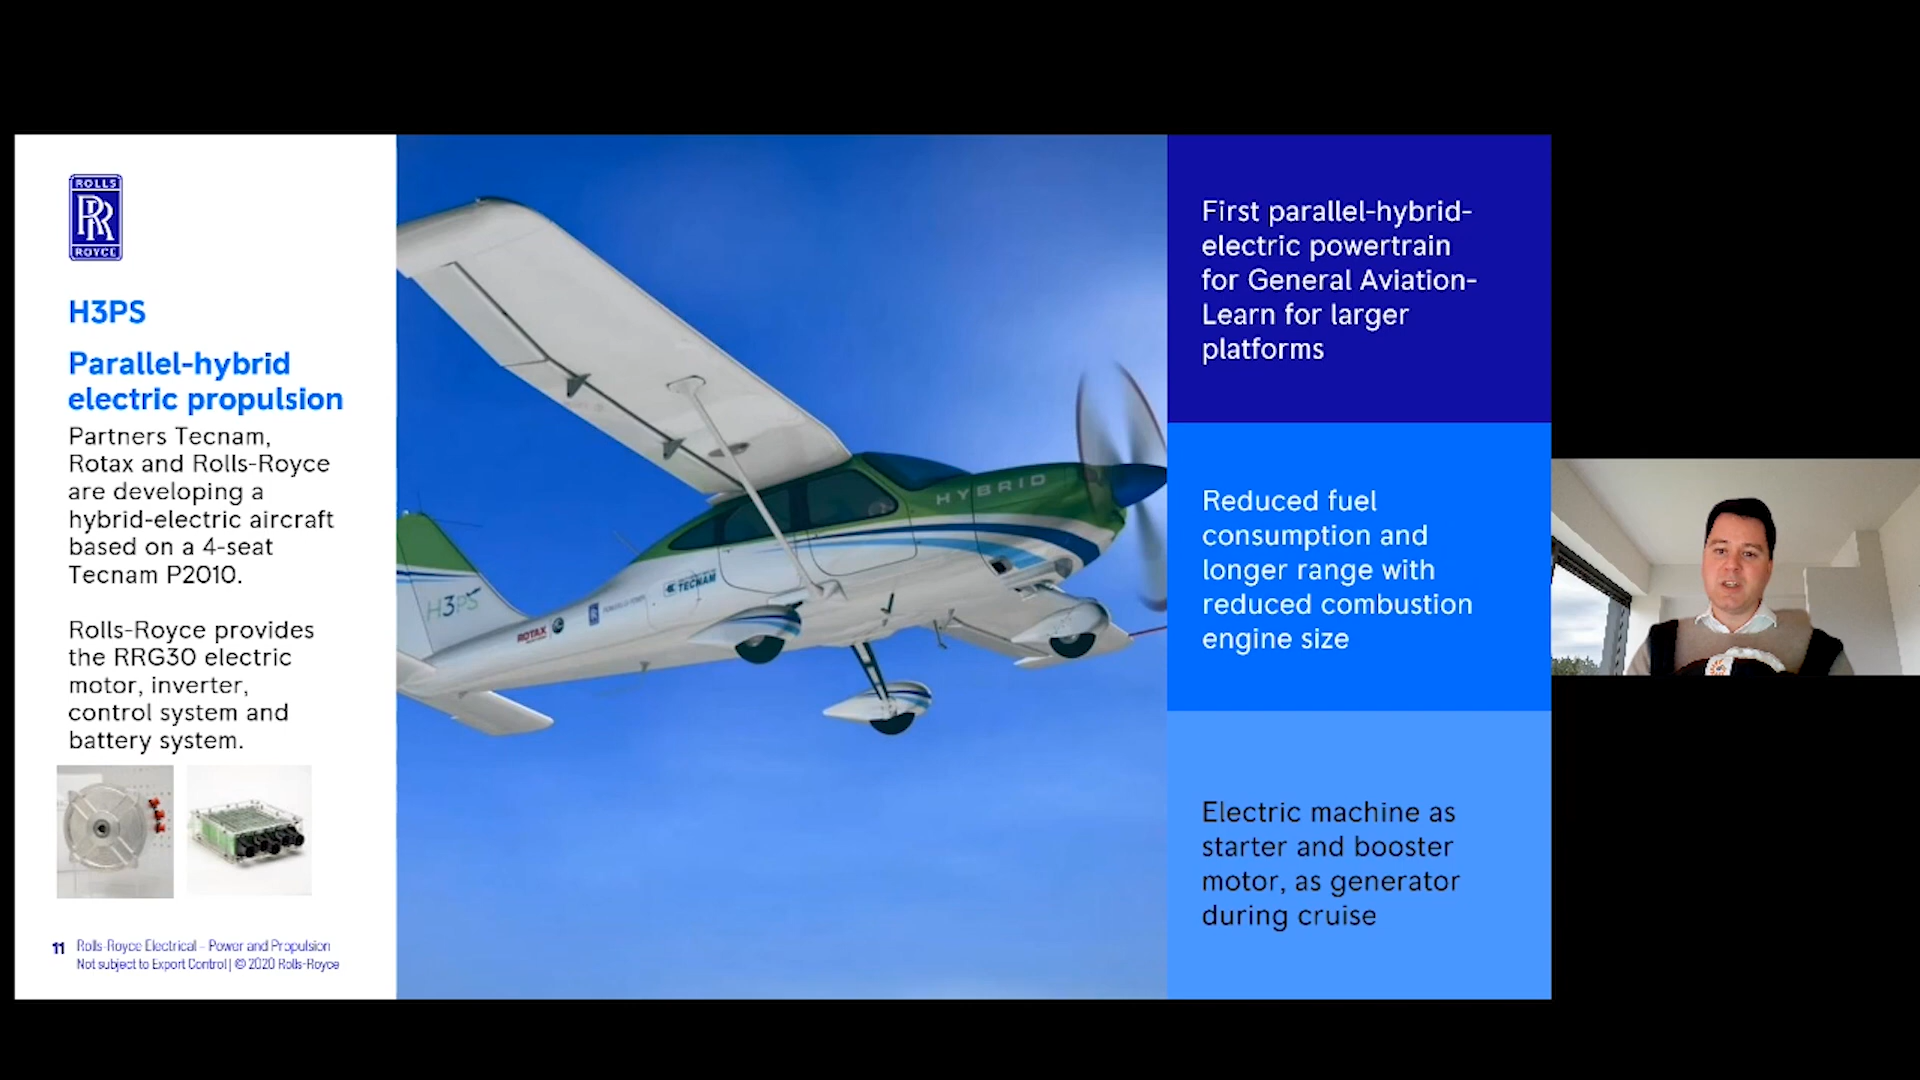 ROLLS
RR
ROYCE
H3PS
Parallel-hybrid
electric propulsion
Partners Tecnam,
Rotax and Rolls-Royce
are developing a
hybrid-electric aircraft
based on a 4-seat
Tecnam P2010.
Rolls-Royce provides
the RRG30 electric
motor, inverter,
control system and
battery system.
11 Rolls-Royce Electrical – Power and Propulsion
Not subject to Export Control | © 2020 Rolls-Royce
HYBRID
TECNAM
H3PS
ROTAX
First parallel-hybrid-
electric powertrain
for General Aviation-
Learn for larger
platforms
Reduced fuel
consumption and
longer range with
reduced combustion
engine size
Electric machine as
starter and booster
motor, as generator
during cruise